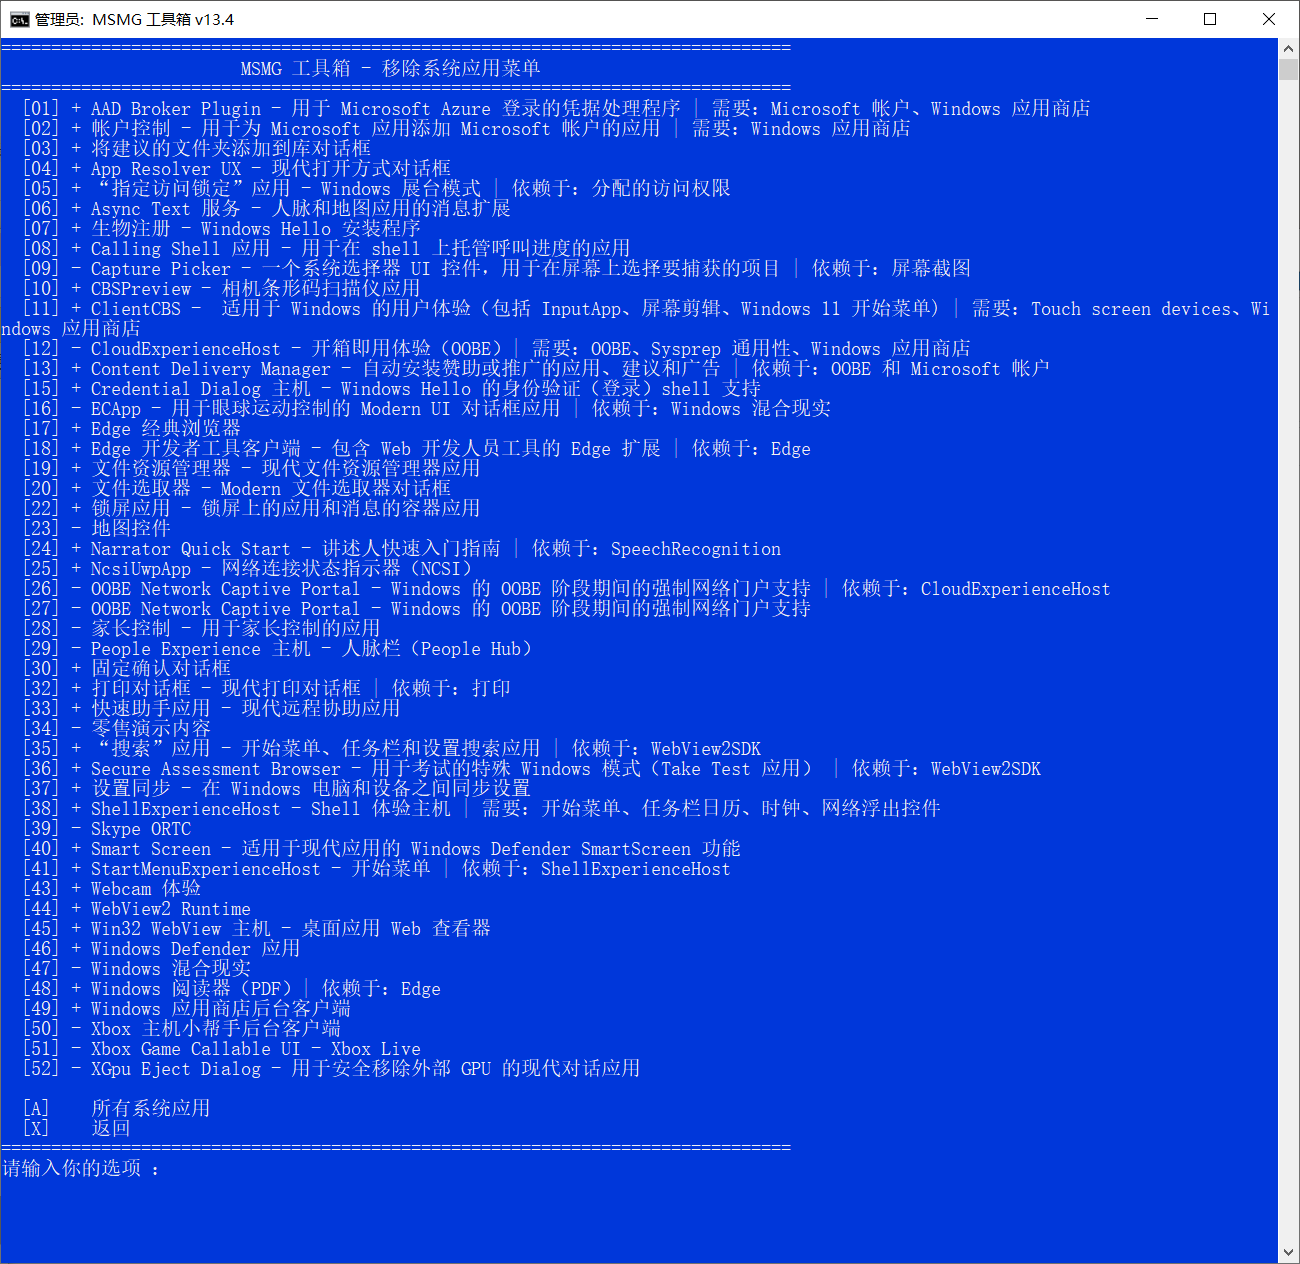 管理员: MSMG 工具箱 v13.4
===============================================================================
MSMG 工具箱 - 移除系统应用菜单
===============================================================================
[01] + AAD Broker Plugin - 用于 Microsoft Azure 登录的凭据处理程序 | 需要: Microsoft 帐户、Windows 应用商店
[02] + 帐户控制 - 用于为 Microsoft 应用添加 Microsoft 帐户的应用 | 需要: Windows 应用商店
[03] + 将建议的文件夹添加到库对话框
[04] + App Resolver UX - 现代打开方式对话框
[05] + “指定访问锁定”应用 - Windows 展台模式 | 依赖于: 分配的访问权限
[06] + Async Text 服务 - 人脉和地图应用的消息扩展
[07] + 生物注册 - Windows Hello 安装程序
[08] + Calling Shell 应用 - 用于在 shell 上托管呼叫进度的应用
[09] - Capture Picker - 一个系统选择器 UI 控件, 用于在屏幕上选择要捕获的项目 | 依赖于: 屏幕截图
[10] + CBSPreview - 相机条形码扫描仪应用
[11] + ClientCBS -  适用于 Windows 的用户体验（包括 InputApp、屏幕剪辑、Windows 11 开始菜单) | 需要: Touch screen devices、Wi
ndows 应用商店
[12] - CloudExperienceHost - 开箱即用体验（OOBE）| 需要: OOBE、Sysprep 通用性、Windows 应用商店
[13] + Content Delivery Manager - 自动安装赞助或推广的应用、建议和广告 | 依赖于: OOBE 和 Microsoft 帐户
[15] + Credential Dialog 主机 - Windows Hello 的身份验证（登录）shell 支持
[16] - ECApp - 用于眼球运动控制的 Modern UI 对话框应用 | 依赖于: Windows 混合现实
[17] + Edge 经典浏览器
[18] + Edge 开发者工具客户端 - 包含 Web 开发人员工具的 Edge 扩展 | 依赖于: Edge
[19] + 文件资源管理器 - 现代文件资源管理器应用
[20] + 文件选取器 - Modern 文件选取器对话框
[22] + 锁屏应用 - 锁屏上的应用和消息的容器应用
[23] - 地图控件
[24] + Narrator Quick Start - 讲述人快速入门指南 | 依赖于: SpeechRecognition
[25] + NcsiUwpApp - 网络连接状态指示器（NCSI）
[26] - OOBE Network Captive Portal - Windows 的 OOBE 阶段期间的强制网络门户支持 | 依赖于: CloudExperienceHost
[27] - OOBE Network Captive Portal - Windows 的 OOBE 阶段期间的强制网络门户支持
[28] - 家长控制 - 用于家长控制的应用
[29] - People Experience 主机 - 人脉栏（People Hub）
[30] + 固定确认对话框
[32] + 打印对话框 - 现代打印对话框 | 依赖于: 打印
[33] + 快速助手应用 - 现代远程协助应用
[34] - 零售演示内容
[35] + “搜索”应用 - 开始菜单、任务栏和设置搜索应用 | 依赖于: WebView2SDK
[36] + Secure Assessment Browser - 用于考试的特殊 Windows 模式（Take Test 应用） | 依赖于: WebView2SDK
[37] + 设置同步 - 在 Windows 电脑和设备之间同步设置
[38] + ShellExperienceHost - Shell 体验主机 | 需要: 开始菜单、任务栏日历、时钟、网络浮出控件
[39] - Skype ORTC
[40] + Smart Screen - 适用于现代应用的 Windows Defender SmartScreen 功能
[41] + StartMenuExperienceHost - 开始菜单 | 依赖于: ShellExperienceHost
[43] + Webcam 体验
[44] + WebView2 Runtime
[45] + Win32 WebView 主机 - 桌面应用 Web 查看器
[46] + Windows Defender 应用
[47] - Windows 混合现实
[48] + Windows 阅读器（PDF）| 依赖于: Edge
[49] + Windows 应用商店后台客户端
[50] - Xbox 主机小帮手后台客户端
[51] - Xbox Game Callable UI - Xbox Live
[52] - XGpu Eject Dialog - 用于安全移除外部 GPU 的现代对话应用
[A] 所有系统应用
[X] 返回
===============================================================================
请输入你的选项 :